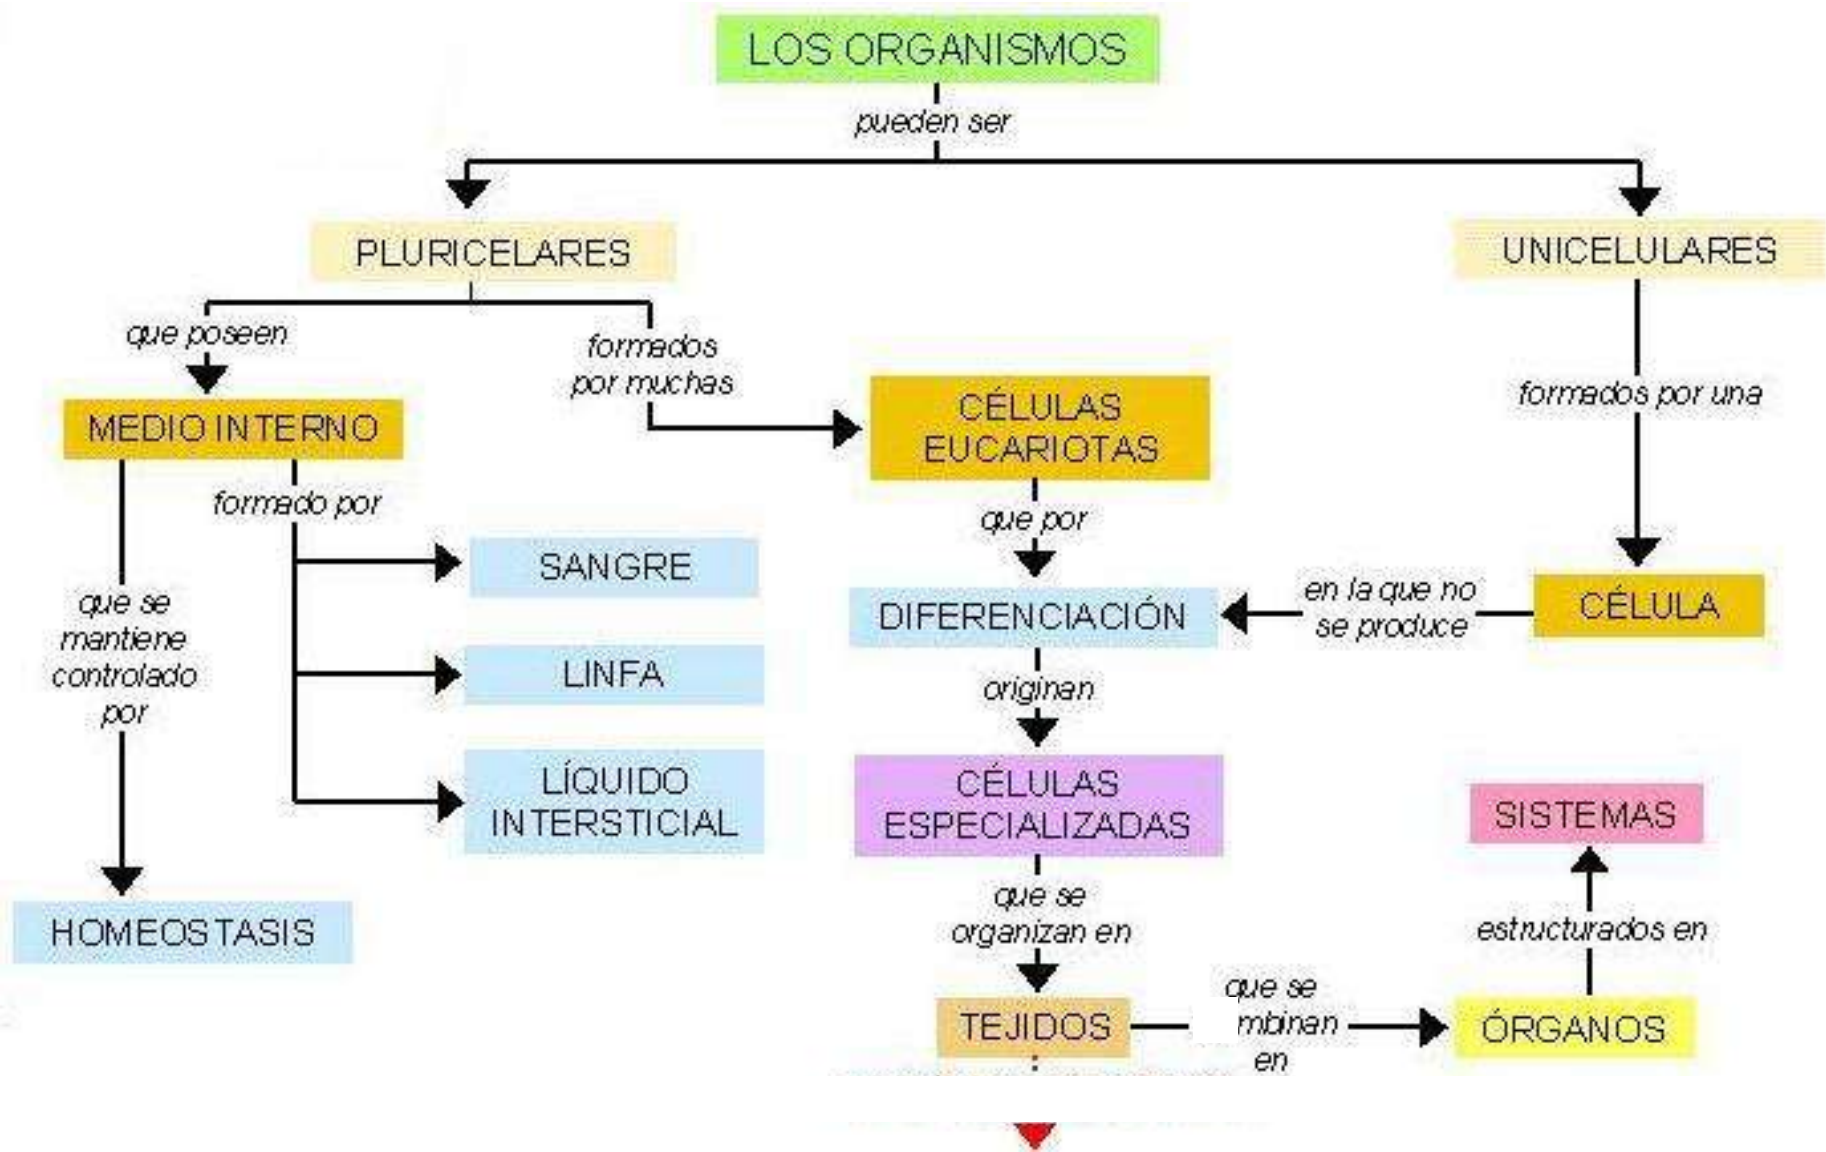 LOS ORGANISMOS
pueden ser
PLURICELARES
UNICELULARES
que poseen
formados
por muchas
formados por una
MEDIO INTERNO
CÉLULAS
EUCARIOTAS
formado por
que por
SANGRE
que se
mantiene
controlado
por
DIFERENCIACIÓN
en la que no
se produce
CÉLULA
LINFA
originan
LÍQUIDO
INTERSTICIAL
CÉLULAS
ESPECIALIZADAS
SISTEMAS
HOMEOSTASIS
que se
organizan en
estructurados en
TEJIDOS
que se
mbinan
en
ÓRGANOS